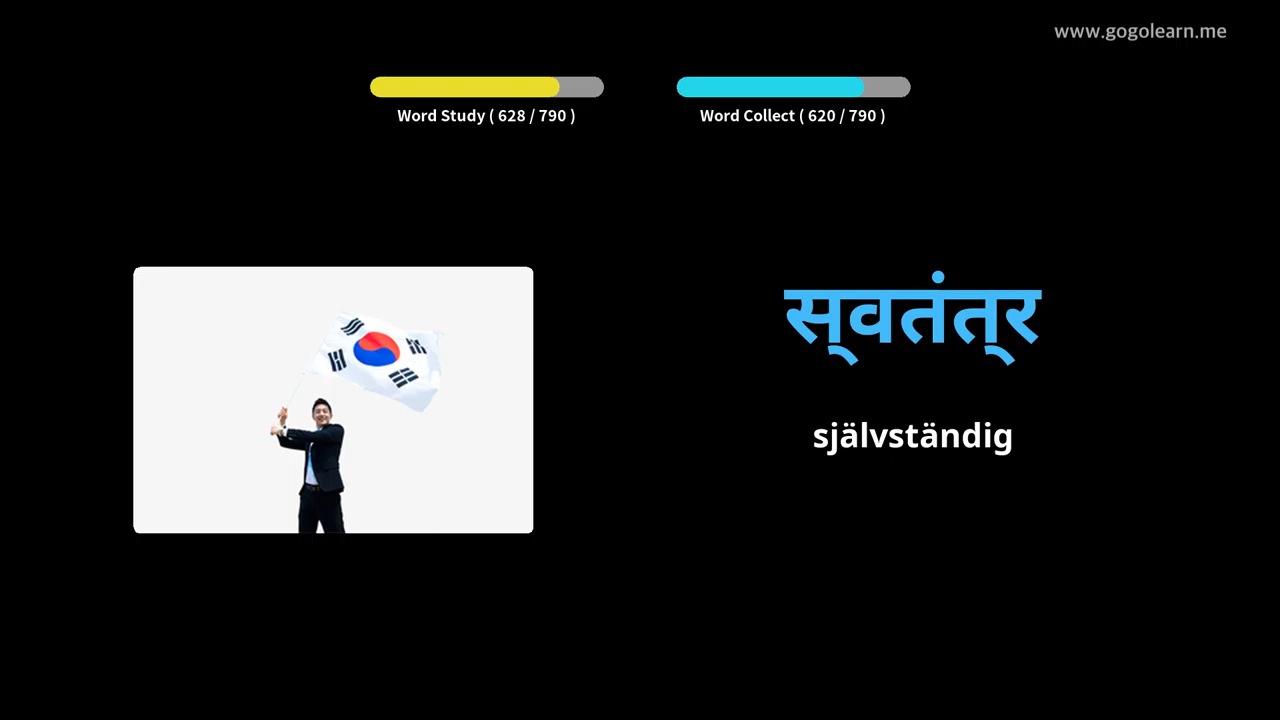 www.gogolearn.me
Word Study ( 628 / 790 )
Word Collect ( 620 / 790 )
स्वतंत्र
självständig